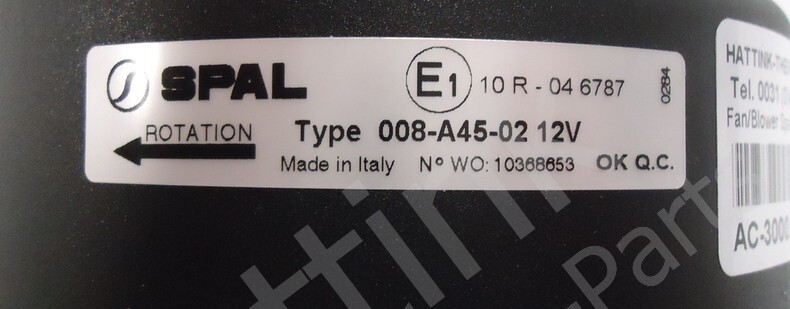 SPAL
E1 10 R - 04 6787
0284
ROTATION
Type 008-A45-02 12V
Made in Italy N° WO: 10368653 OK Q.C.
Tel. 0031
Fan/Blower
AC-3000